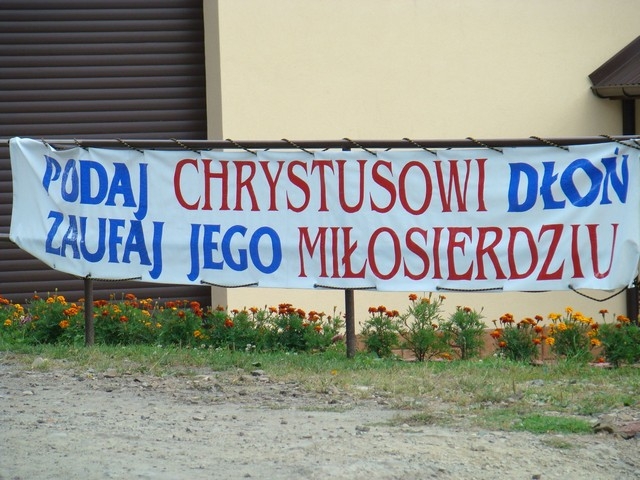 PODAJ CHRYSTUSOWI DŁOŃ
ZAUFAJ JEGO MIŁOSIERDZIU